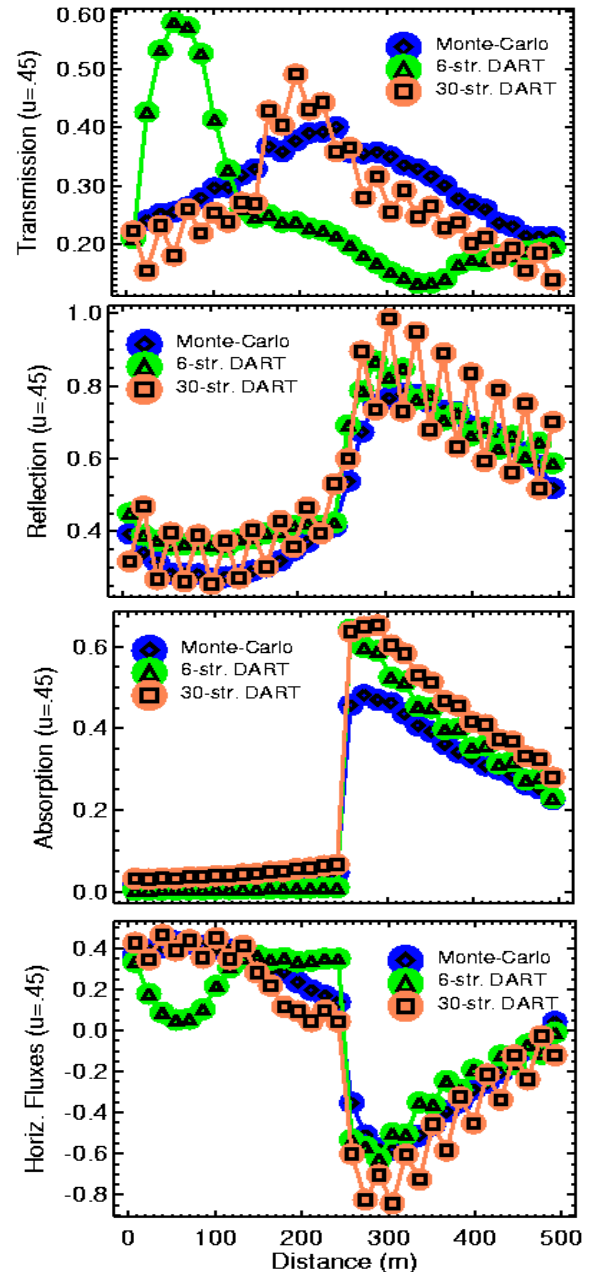 0.60
0.50
0.40
0.30
0.20
Transmission (u=.45)
Monte-Carlo
6-str. DART
30-str. DART
1.0
0.8
0.6
0.4
Reflection (u=.45)
Monte-Carlo
6-str. DART
30-str. DART
0.6
0.4
0.2
0.0
Absorption (u=.45)
Monte-Carlo
6-str. DART
30-str. DART
0.4
0.2
0.0
-0.2
-0.4
-0.6
-0.8
Horiz. Fluxes (u=.45)
Monte-Carlo
6-str. DART
30-str. DART
0 100 200 300 400 500
Distance (m)